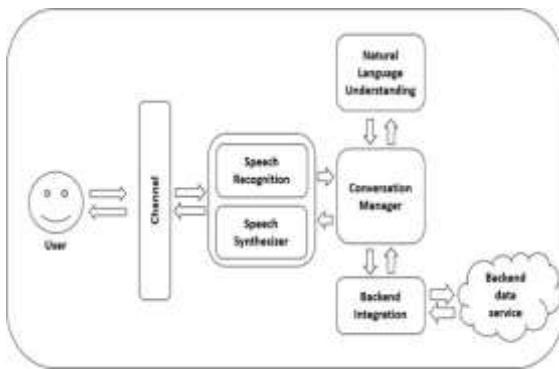 Natural
Language
Understanding
Speech
Recognition
Conversation
Manager
Channel
User
Speech
Synthesizer
Backend
Integration
Backend
data
service